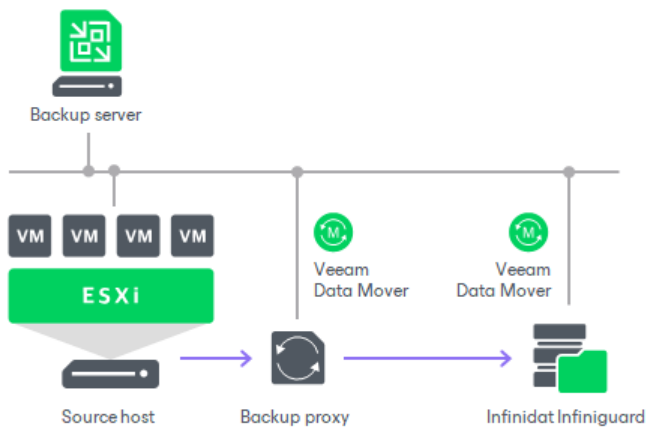 Backup server
VM VM VM VM
ESXi
M
Veeam
Data Mover
M
Veeam
Data Mover
Source host
Backup proxy
Infinidat Infiniguard